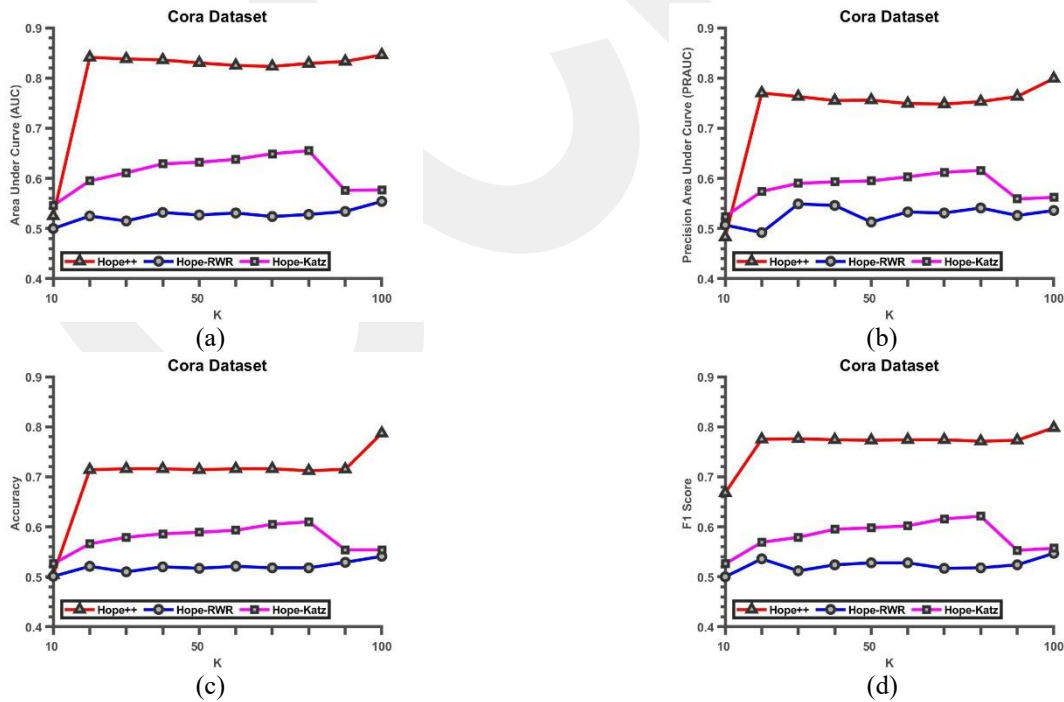 Cora Dataset
0.9
0.8
0.7
0.6
0.5
0.4
Area Under Curve (AUC)
Hope++ Hope-RWR Hope-Katz
10 50 100
K
(a)
Cora Dataset
0.9
0.8
0.7
0.6
0.5
0.4
Precision Area Under Curve (PRAUC)
Hope++ Hope-RWR Hope-Katz
10 50 100
K
(b)
Cora Dataset
0.9
0.8
0.7
0.6
0.5
0.4
Accuracy
Hope++ Hope-RWR Hope-Katz
10 50 100
K
(c)
Cora Dataset
0.9
0.8
0.7
0.6
0.5
0.4
F1 Score
Hope++ Hope-RWR Hope-Katz
10 50 100
K
(d)